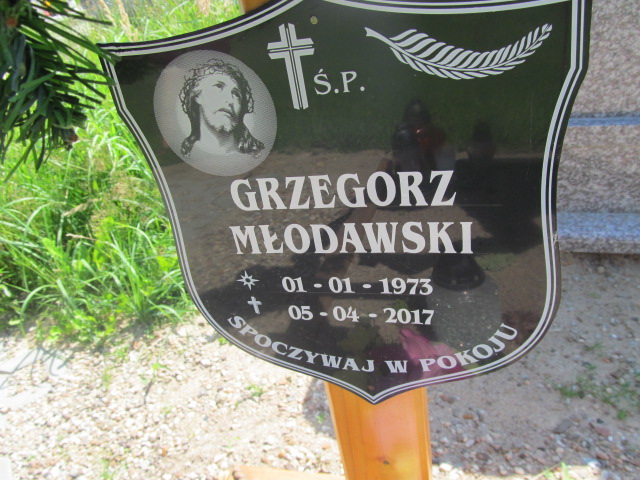 Ś.P.
GRZEGORZ
MŁODAWSKI
01 - 01 - 1973
05 - 04 - 2017
SPOCZYWAJ W POKOJU